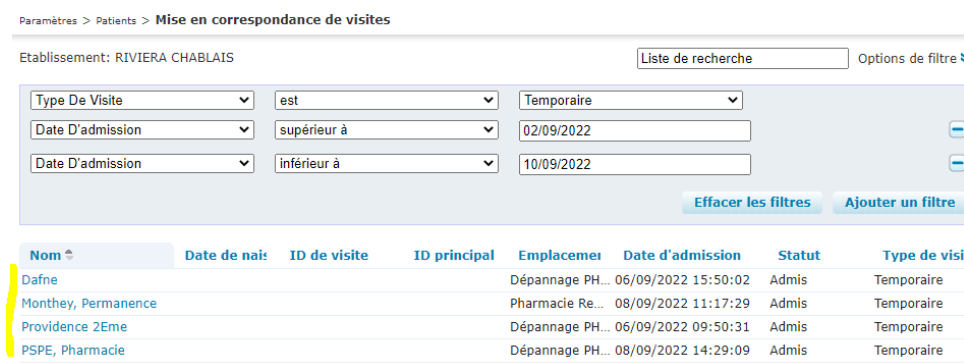 Paramètres > Patients > Mise en correspondance de visites
Etablissement: RIVIERA CHABLAIS Liste de recherche Options de filtre
Type De Visite est Temporaire
Date D'admission supérieur à 02/09/2022
Date D'admission inférieur à 10/09/2022
Effacer les filtres Ajouter un filtre
Nom Date de nais ID de visite ID principal Emplacemer Date d'admission Statut Type de visi
Dafne Dépannage PH... 06/09/2022 15:50:02 Admis Temporaire
Monthey, Permanence Pharmacie Re... 08/09/2022 11:17:29 Admis Temporaire
Providence 2Eme Dépannage PH... 06/09/2022 09:50:31 Admis Temporaire
PSPE, Pharmacie Dépannage PH... 08/09/2022 14:29:09 Admis Temporaire